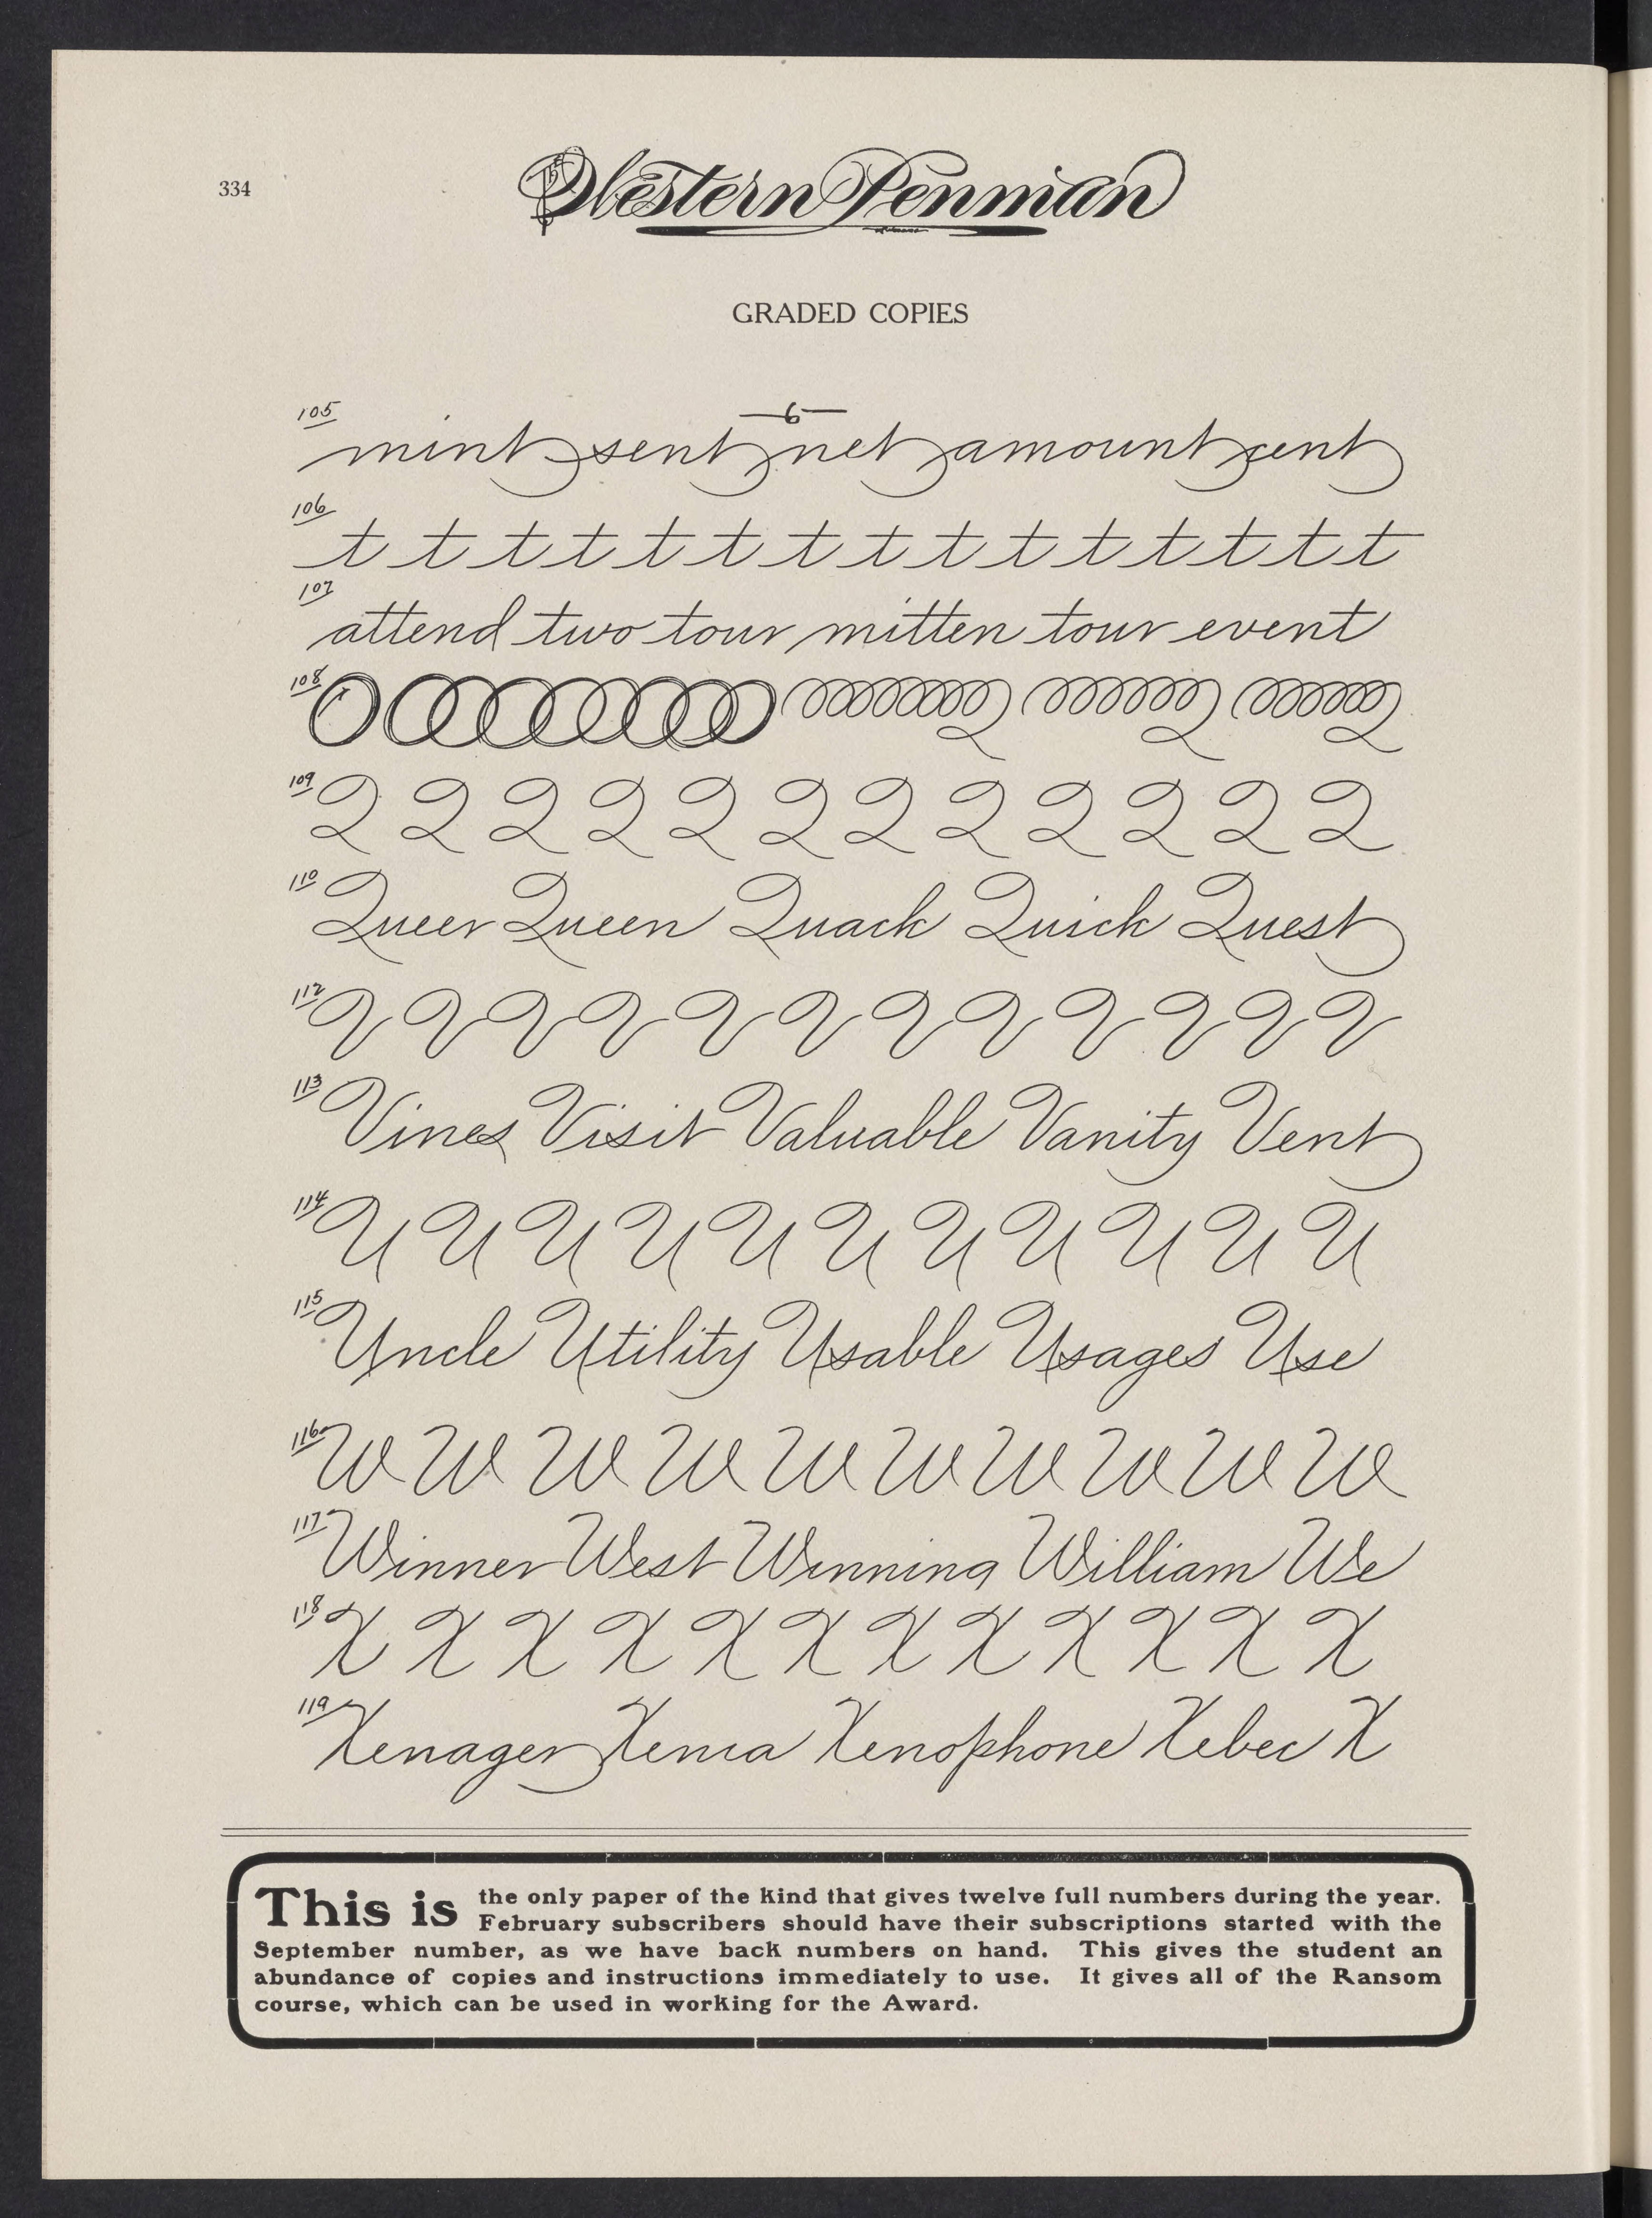 334
Western Penman
GRADED COPIES
6
105
mint sent net amount cent
106
t t t t t t t t t t t t t t t
107
attend two tour mitten tour event
108
109
Q Q Q Q Q Q Q Q Q Q Q Q
110
Queer Queen Quack Quick Quest
112
V V V V V V V V V V V V
113
Vines Visit Valuable Vanity Vent
114
U U U U U U U U U U U
115
Uncle Utility Usable Usages Use
116
W W W W W W W W W W
117
Winner West Winning William We
118
X X X X X X X X X X X X
119
Xenager Xenia Xenophone Xebec X
This is the only paper of the kind that gives twelve full numbers during the year.
February subscribers should have their subscriptions started with the
September number, as we have back numbers on hand. This gives the student an
abundance of copies and instructions immediately to use. It gives all of the Ransom
course, which can be used in working for the Award.